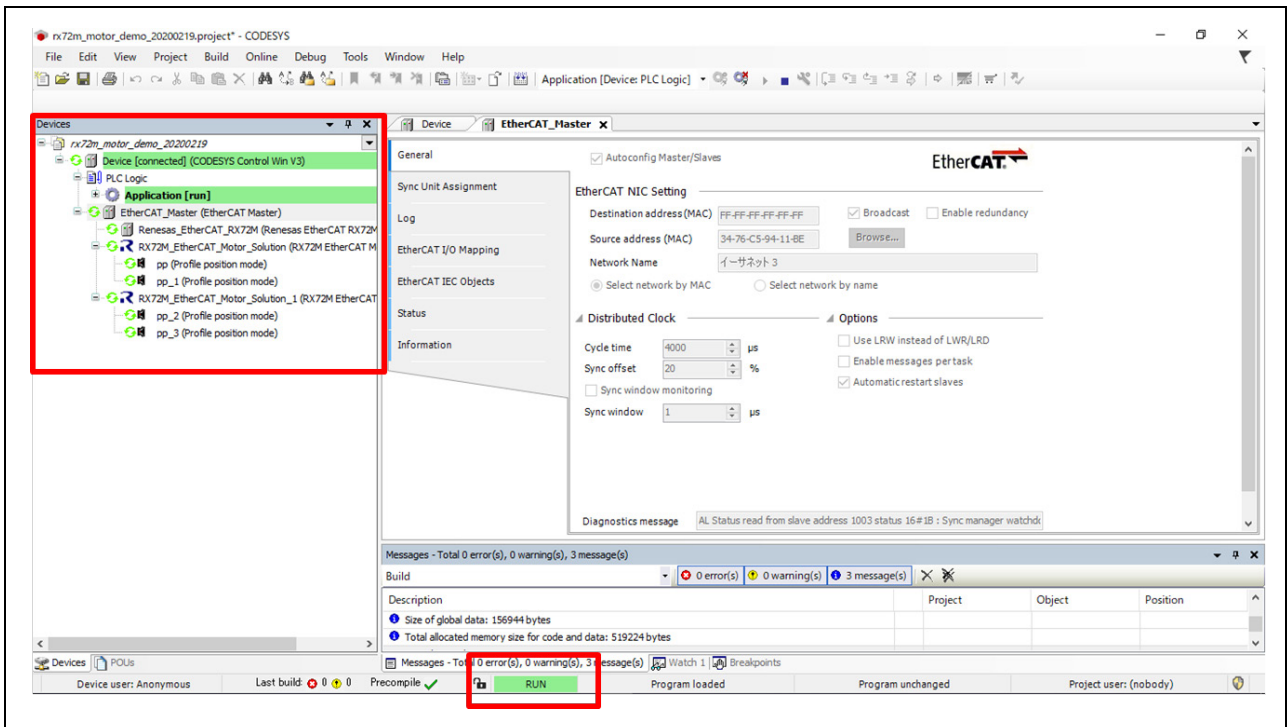 rx72m_motor_demo_20200219.project* - CODESYS
File Edit View Project Build Online Debug Tools Window Help
Application [Device: PLC Logic]
Devices
rx72m_motor_demo_20200219
Device [connected] (CODESYS Control Win V3)
PLC Logic
Application [run]
EtherCAT_Master (EtherCAT Master)
Renesas_EtherCAT_RX72M (Renesas EtherCAT RX72M
RX72M_EtherCAT_Motor_Solution (RX72M EtherCAT M
pp (Profile position mode)
pp_1 (Profile position mode)
RX72M_EtherCAT_Motor_Solution_1 (RX72M EtherCAT
pp_2 (Profile position mode)
pp_3 (Profile position mode)
Devices POUs
Device EtherCAT_Master
General
Sync Unit Assignment
Log
EtherCAT I/O Mapping
EtherCAT IEC Objects
Status
Information
Autoconfig Master/Slaves
EtherCAT
EtherCAT NIC Setting
Destination address (MAC) FF-FF-FF-FF-FF-FF Broadcast Enable redundancy
Source address (MAC) 34-76-C5-94-11-8E Browse...
Network Name イーサネット 3
Select network by MAC Select network by name
Distributed Clock
Cycle time 4000 µs
Sync offset 20 %
Sync window monitoring
Sync window 1 µs
Options
Use LRW instead of LWR/LRD
Enable messages per task
Automatic restart slaves
Diagnostics message AL Status read from slave address 1003 status 16#1B : Sync manager watchd
Messages - Total 0 error(s), 0 warning(s), 3 message(s)
Build 0 error(s) 0 warning(s) 3 message(s)
Description Project Object Position
Size of global data: 156944 bytes
Total allocated memory size for code and data: 519224 bytes
Messages - Total 0 error(s), 0 warning(s), 3 message(s) Watch 1 Breakpoints
Device user: Anonymous Last build: 0 0 Precompile RUN Program loaded Program unchanged Project user: (nobody)